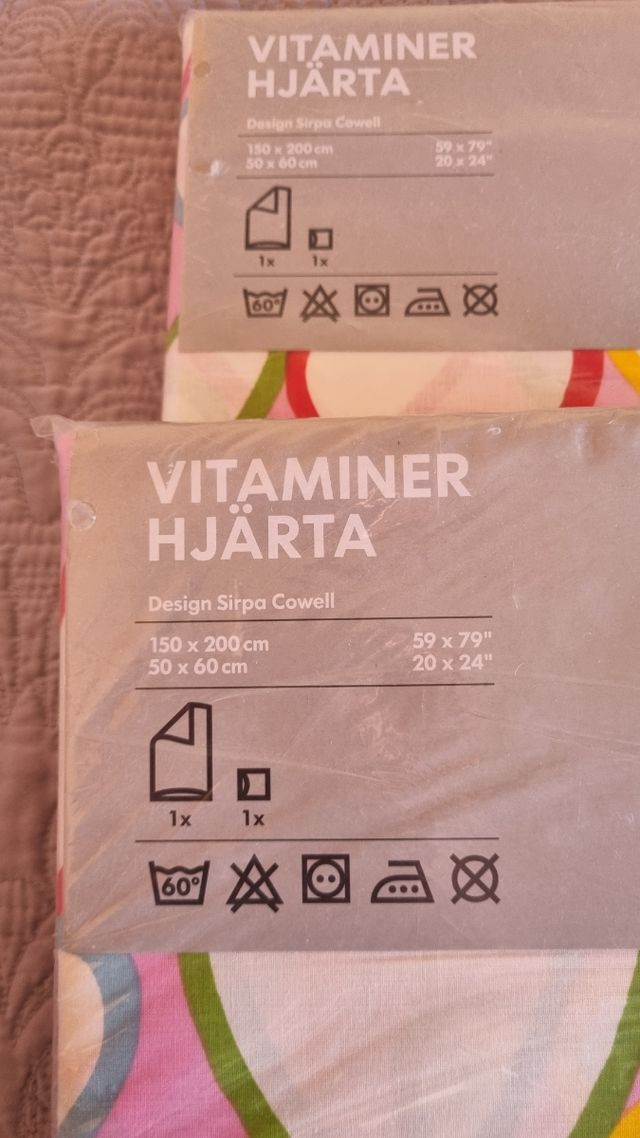 VITAMINER
HJÄRTA
Design Sirpa Cowell
150 x 200 cm 59 x 79"
50 x 60 cm 20 x 24"
1x 1x
60°
VITAMINER
HJÄRTA
Design Sirpa Cowell
150 x 200 cm 59 x 79"
50 x 60 cm 20 x 24"
1x 1x
60°